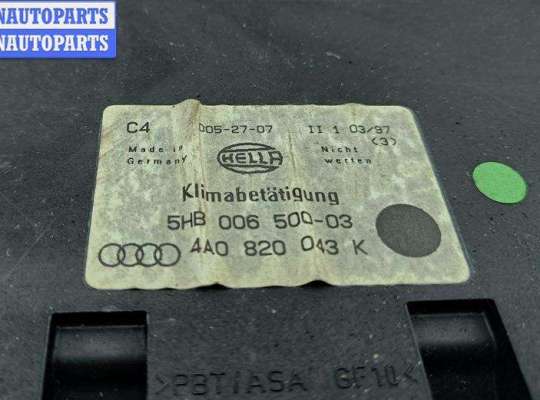 NAUTOPARTS
NAUTOPARTS
C4 005-27-07 II 1 03/97
Made in Germany HELLA Nicht werfen (3)
Klimabetätigung
5HB 006 500-03
4A0 820 043 K
>PBT/ASA GF10<